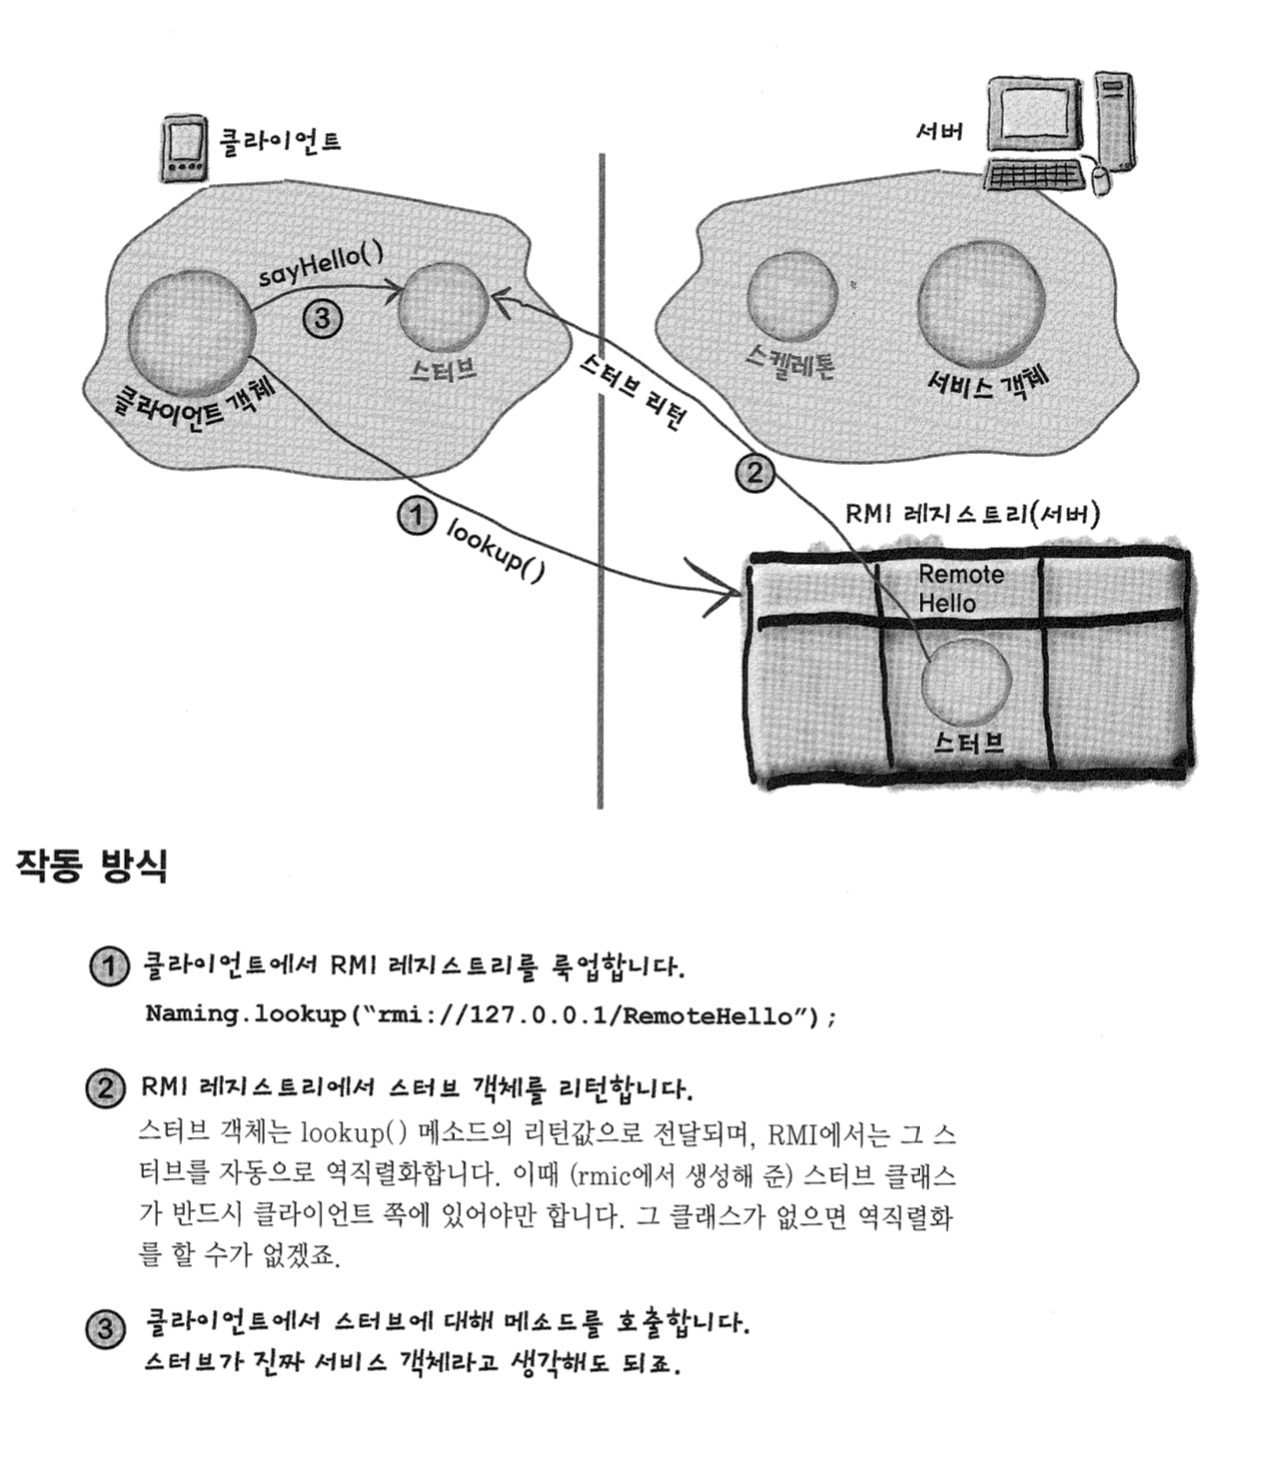 클라이언트
서버
sayHello()
③
스터브
클라이언트 객체
스켈레톤
서비스 객체
스터브 리턴
②
① lookup()
RMI 레지스트리(서버)
Remote
Hello
스터브
작동 방식
① 클라이언트에서 RMI 레지스트리를 룩업합니다.
Naming.lookup(“rmi://127.0.0.1/RemoteHello”);
② RMI 레지스트리에서 스터브 객체를 리턴합니다.
스터브 객체는 lookup() 메소드의 리턴값으로 전달되며, RMI에서는 그 스
터브를 자동으로 역직렬화합니다. 이때 (rmic에서 생성해 준) 스터브 클래스
가 반드시 클라이언트 쪽에 있어야만 합니다. 그 클래스가 없으면 역직렬화
를 할 수가 없겠죠.
③ 클라이언트에서 스터브에 대해 메소드를 호출합니다.
스터브가 진짜 서비스 객체라고 생각해도 되죠.